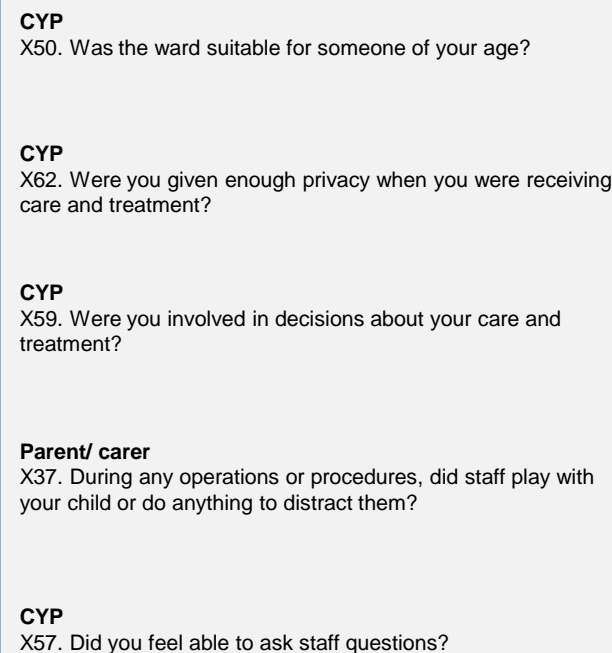 CYP
X50. Was the ward suitable for someone of your age?
CYP
X62. Were you given enough privacy when you were receiving
care and treatment?
CYP
X59. Were you involved in decisions about your care and
treatment?
Parent/ carer
X37. During any operations or procedures, did staff play with
your child or do anything to distract them?
CYP
X57. Did you feel able to ask staff questions?